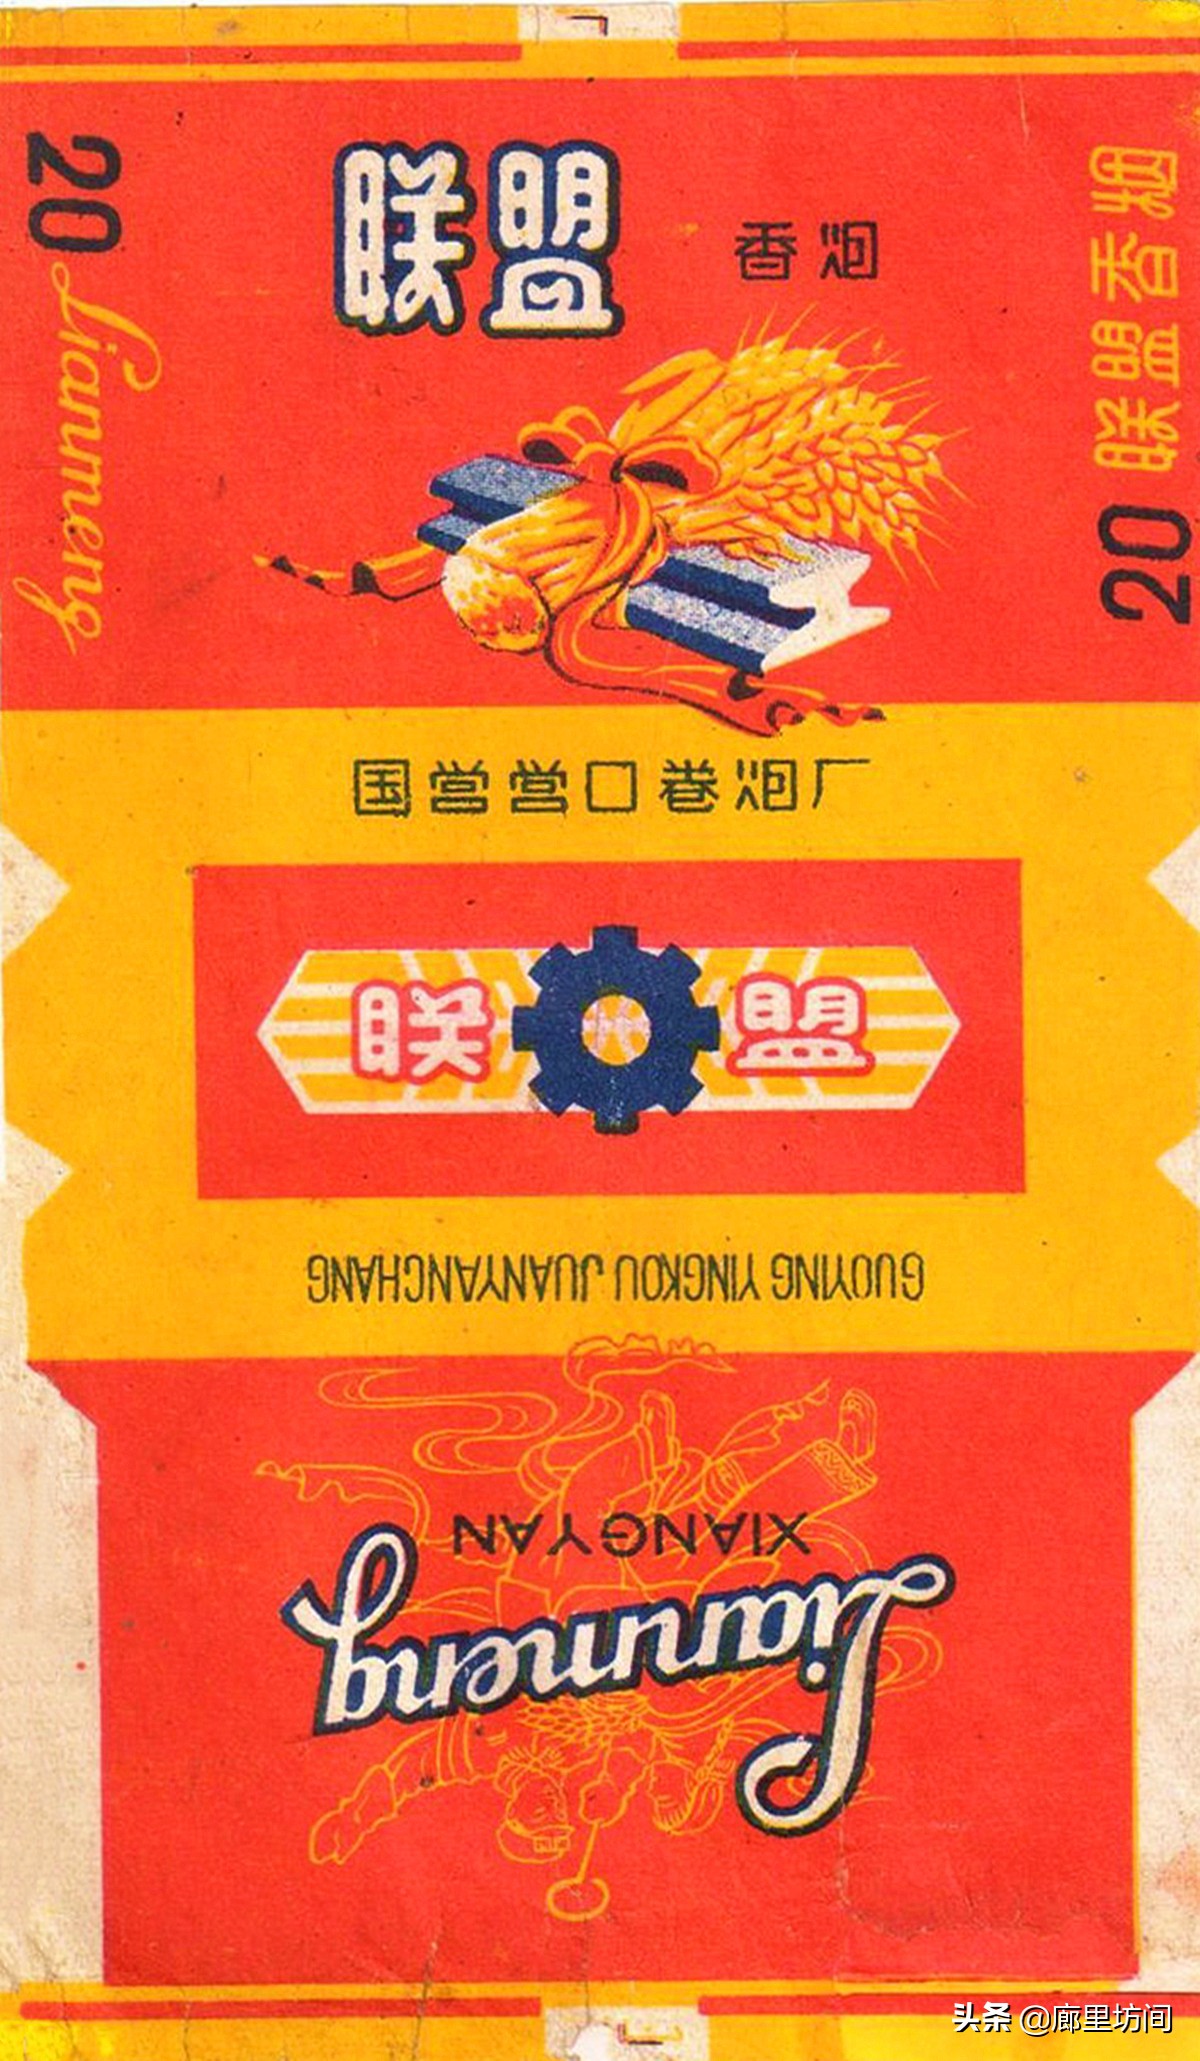 联盟
香烟
20 Lianmeng
20 联盟香烟
国营营口卷烟厂
联 盟
GUOYING YINGKOU JUANYANCHANG
XIANGYAN
Lianmeng
头条 @廊里坊间